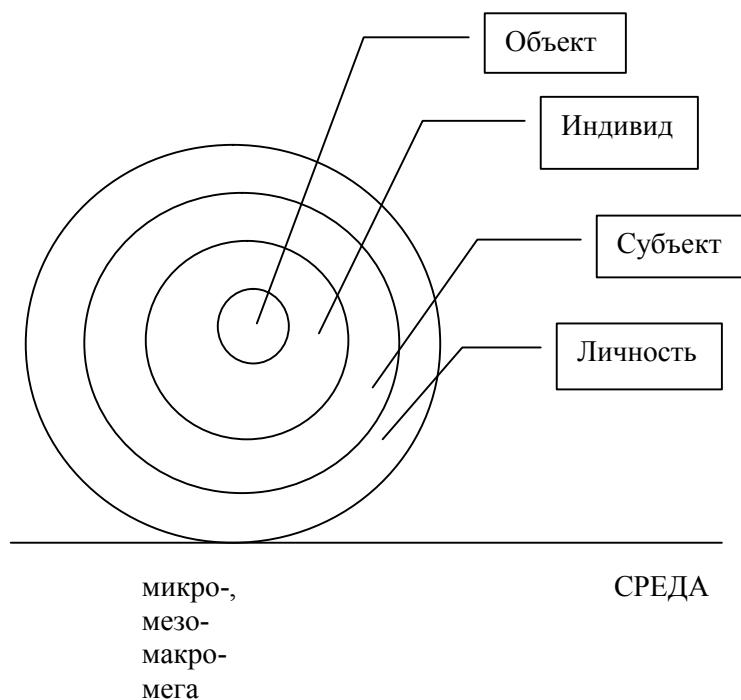 Объект
Индивид
Субъект
Личность
микро-, СРЕДА
мезо-
макро-
мега